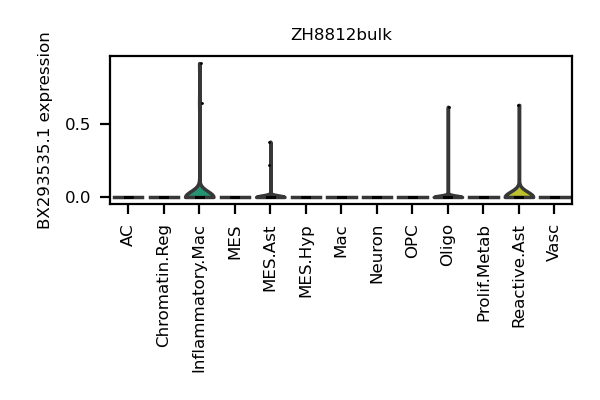 ZH8812bulk
BX293535.1 expression
0.5
0.0
AC
Chromatin.Reg
Inflammatory.Mac
MES
MES.Ast
MES.Hyp
Mac
Neuron
OPC
Oligo
Prolif.Metab
Reactive.Ast
Vasc